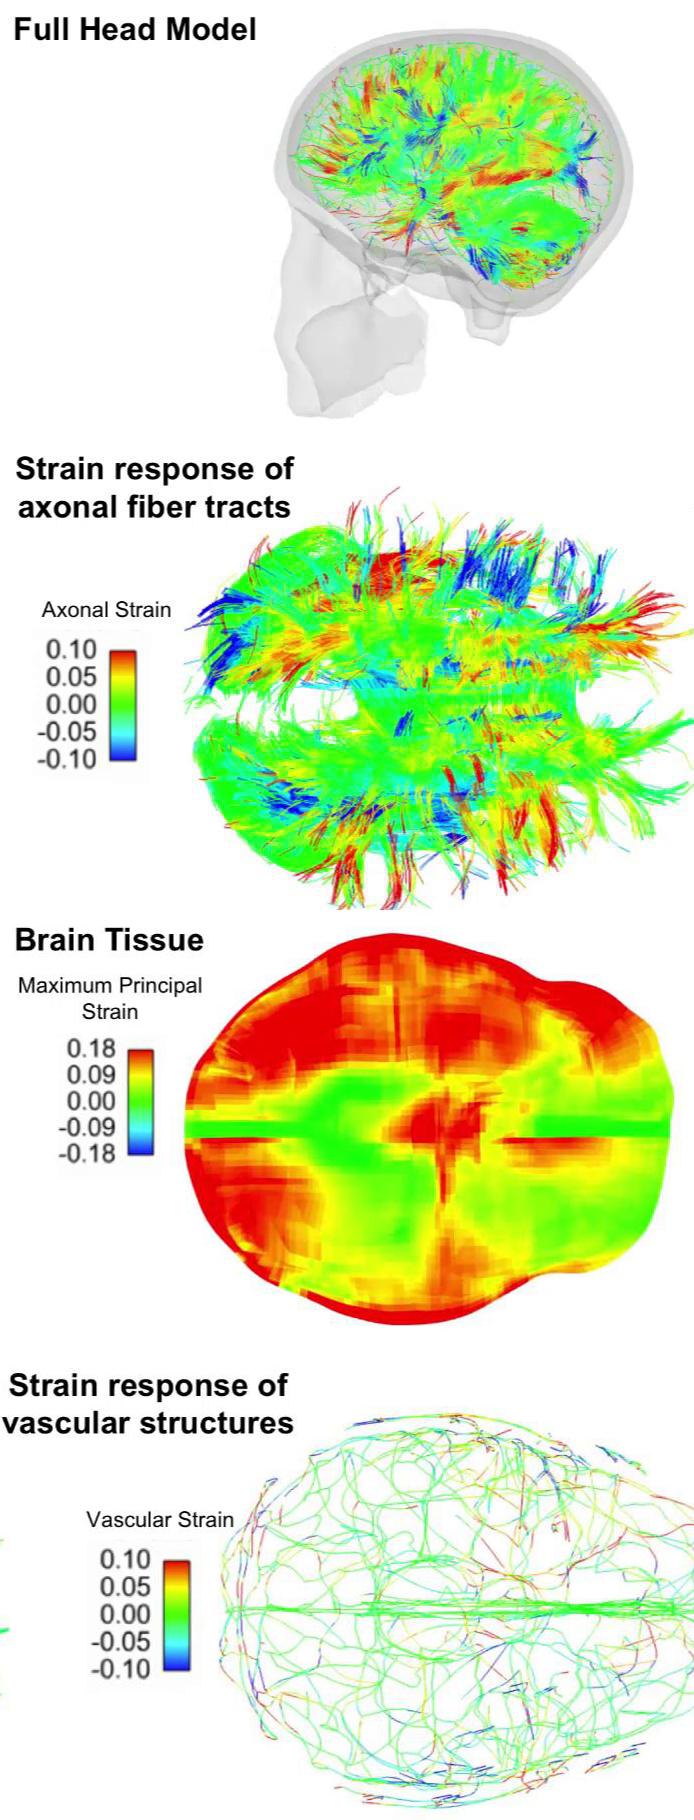 Full Head Model
Strain response of
axonal fiber tracts
Axonal Strain
0.10
0.05
0.00
-0.05
-0.10
Brain Tissue
Maximum Principal
Strain
0.18
0.09
0.00
-0.09
-0.18
Strain response of
vascular structures
Vascular Strain
0.10
0.05
0.00
-0.05
-0.10